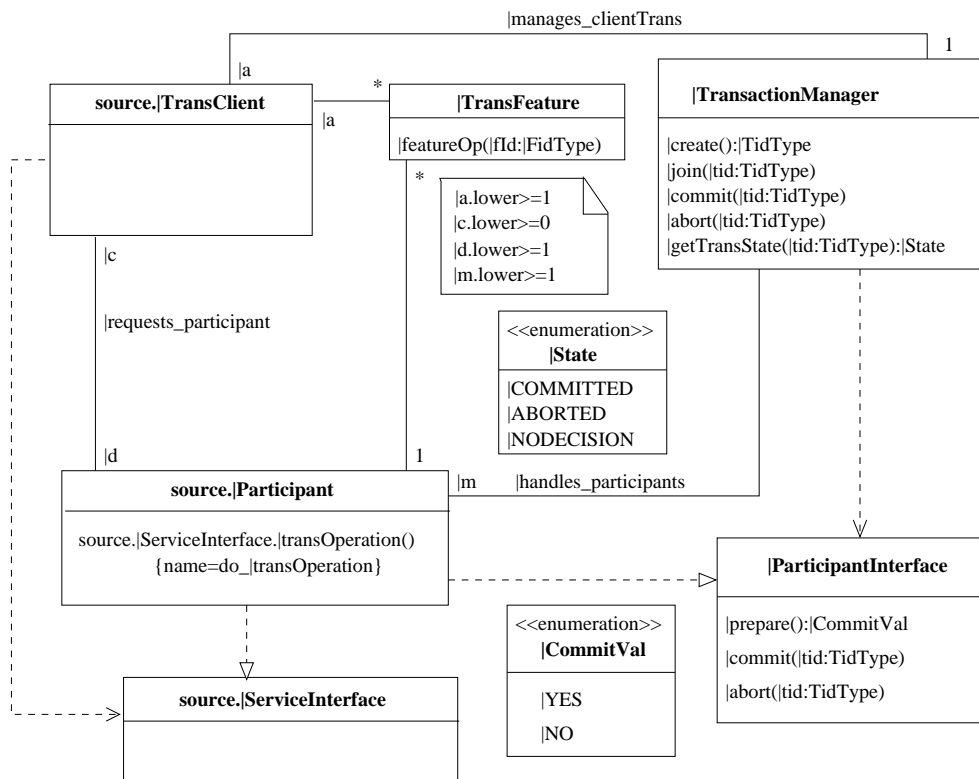 |manages_clientTrans
1
|a
source.|TransClient
*
|a
|TransFeature
|featureOp(|fId:|FidType)
*
|TransactionManager
|create():|TidType
|join(|tid:TidType)
|commit(|tid:TidType)
|abort(|tid:TidType)
|getTransState(|tid:TidType):|State
|a.lower>=1
|c.lower>=0
|d.lower>=1
|m.lower>=1
|c
|requests_participant
|d
<<enumeration>>
|State
|COMMITTED
|ABORTED
|NODECISION
1
|m |handles_participants
source.|Participant
source.|ServiceInterface.|transOperation()
{name=do_|transOperation}
|ParticipantInterface
|prepare():|CommitVal
|commit(|tid:TidType)
|abort(|tid:TidType)
<<enumeration>>
|CommitVal
|YES
|NO
source.|ServiceInterface